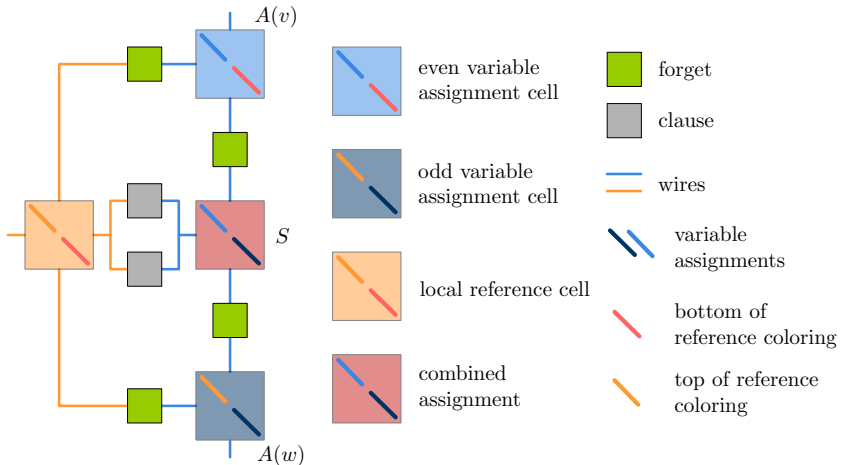 A(v)
S
A(w)
even variable
assignment cell
odd variable
assignment cell
local reference cell
combined
assignment
forget
clause
wires
variable
assignments
bottom of
reference coloring
top of reference
coloring